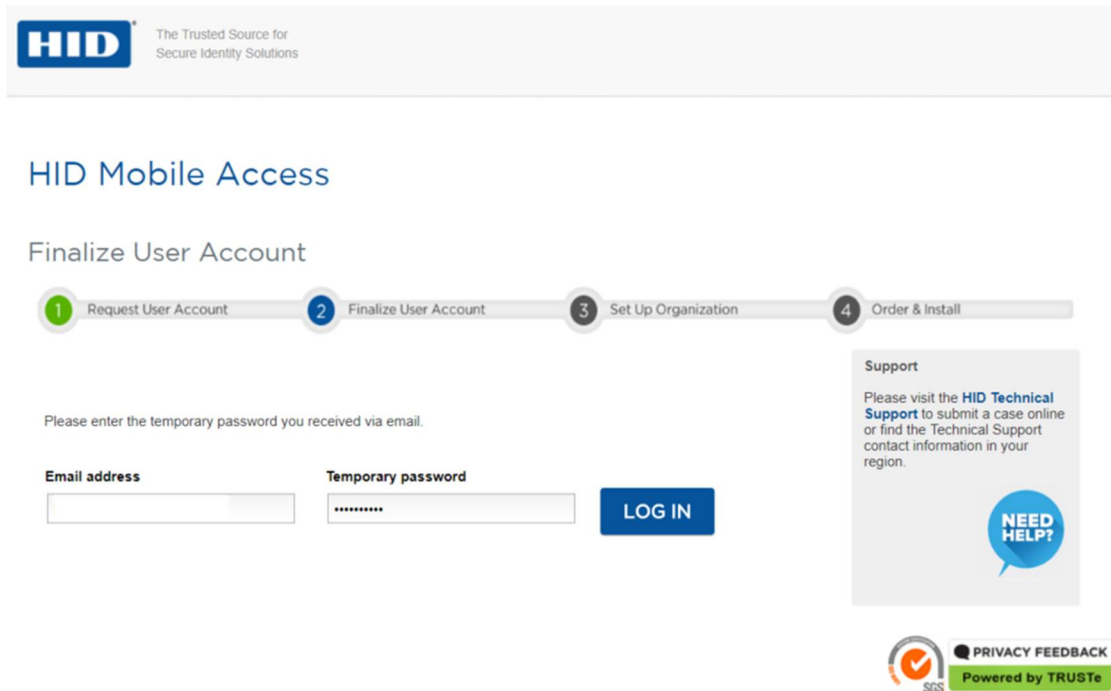 HID
The Trusted Source for
Secure Identity Solutions
HID Mobile Access
Finalize User Account
1 Request User Account 2 Finalize User Account 3 Set Up Organization 4 Order & Install
Support
Please visit the HID Technical
Support to submit a case online
or find the Technical Support
contact information in your
region.
Please enter the temporary password you received via email.
Email address Temporary password
••••••••••
LOG IN
NEED
HELP?
SGS
PRIVACY FEEDBACK
Powered by TRUSTe